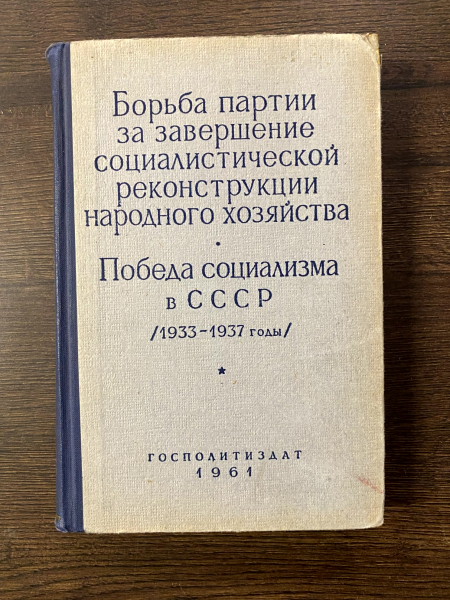 Борьба партии
за завершение
социалистической
реконструкции
народного хозяйства
•
Победа социализма
в СССР
/1933-1937 годы/
★
ГОСПОЛИТИЗДАТ
1961